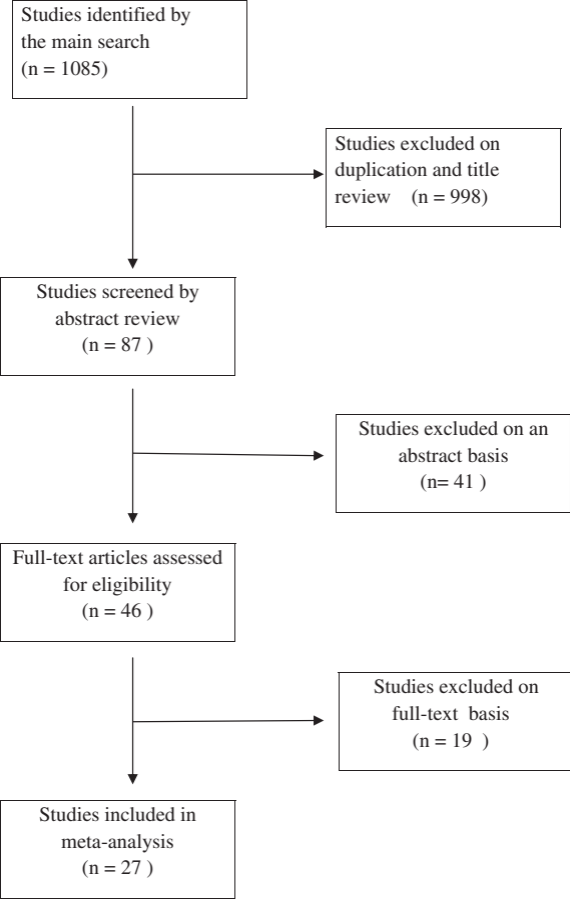 Studies identified by
the main search
(n = 1085)
Studies excluded on
duplication and title
review (n = 998)
Studies screened by
abstract review
(n = 87 )
Studies excluded on an
abstract basis
(n= 41 )
Full-text articles assessed
for eligibility
(n = 46 )
Studies excluded on
full-text basis
(n = 19 )
Studies included in
meta-analysis
(n = 27 )